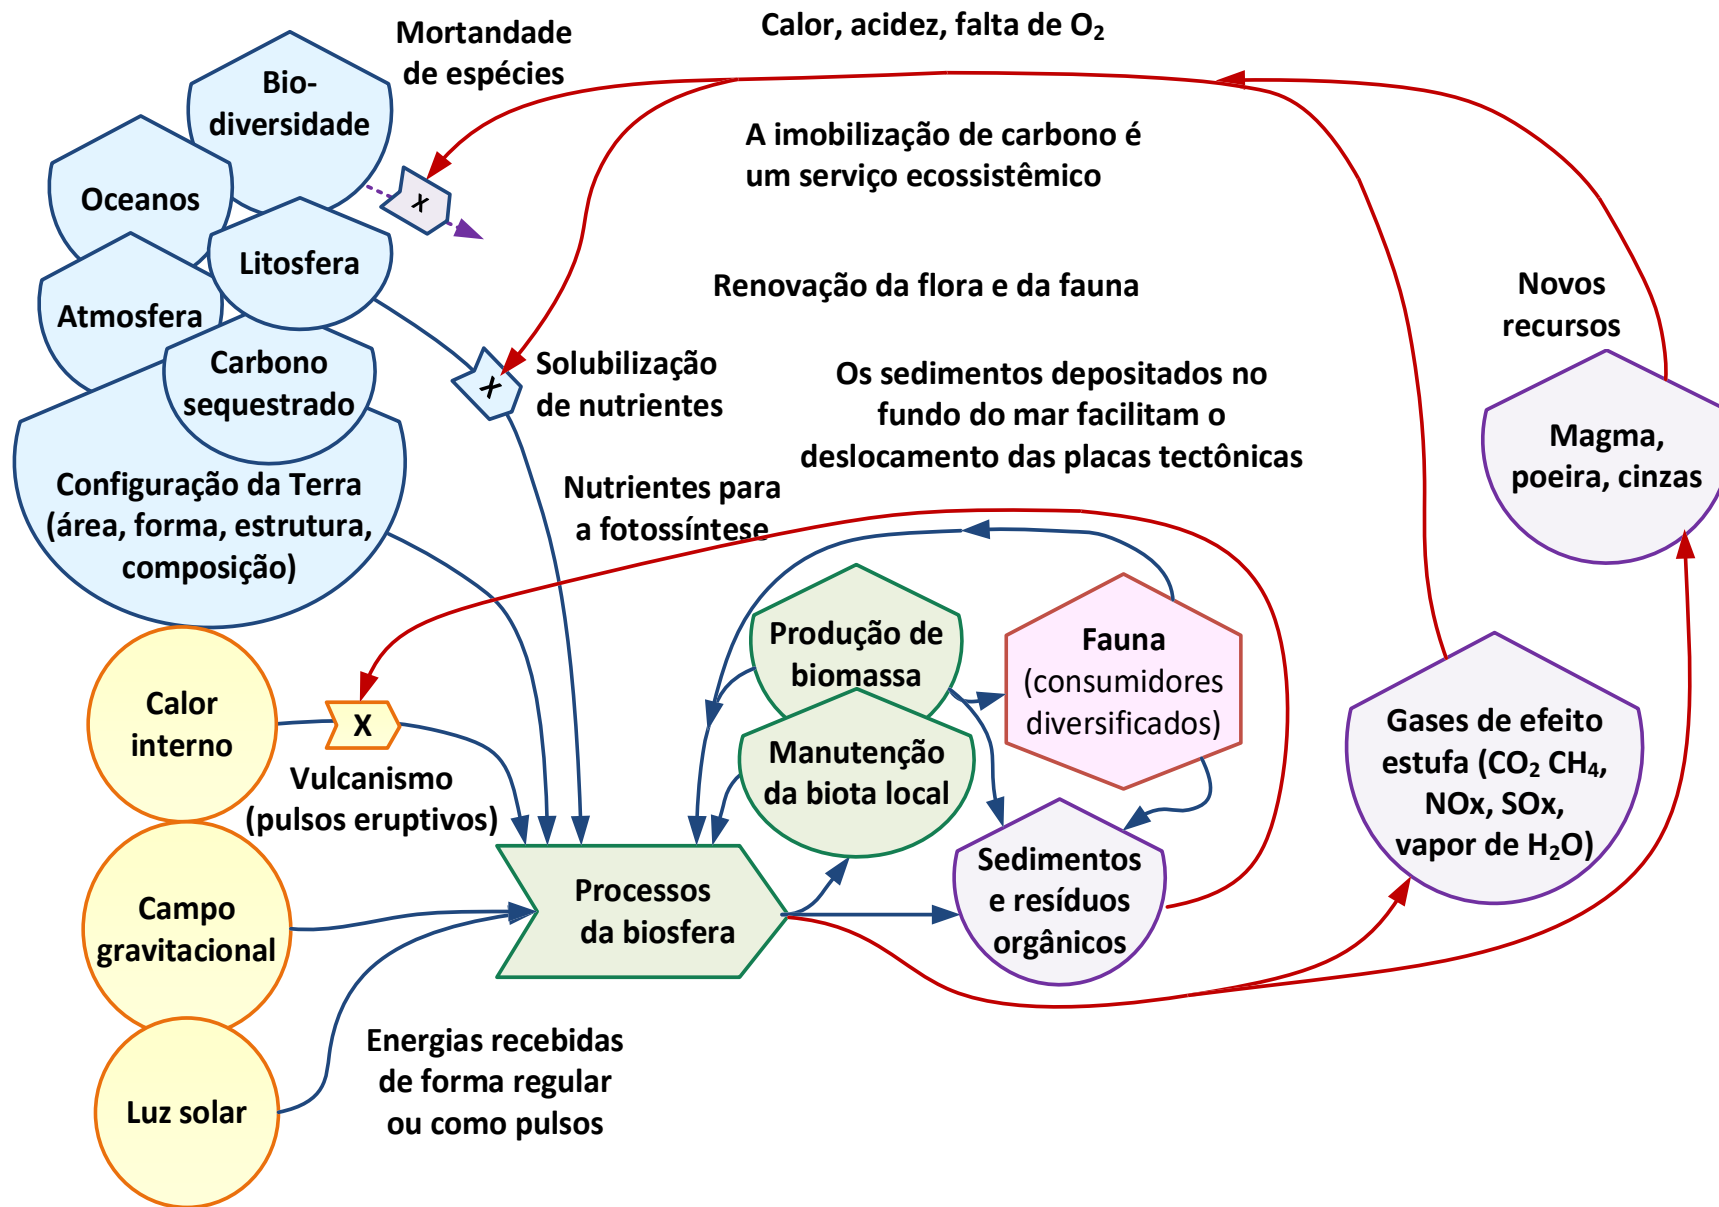 Mortandade
de espécies
Calor, acidez, falta de O₂
Bio-
diversidade
A imobilização de carbono é
um serviço ecossistêmico
Oceanos
X
Litosfera
Renovação da flora e da fauna
Novos
recursos
Atmosfera
Carbono
sequestrado
X
Solubilização
de nutrientes
Os sedimentos depositados no
fundo do mar facilitam o
deslocamento das placas tectônicas
Magma,
poeira, cinzas
Configuração da Terra
(área, forma, estrutura,
composição)
Nutrientes para
a fotossíntese
Produção de
biomassa
Fauna
(consumidores
diversificados)
Calor
interno
X
Vulcanismo
(pulsos eruptivos)
Manutenção
da biota local
Gases de efeito
estufa (CO₂ CH₄,
NOx, SOx,
vapor de H₂O)
Sedimentos
e resíduos
orgânicos
Processos
da biosfera
Campo
gravitacional
Energias recebidas
de forma regular
ou como pulsos
Luz solar